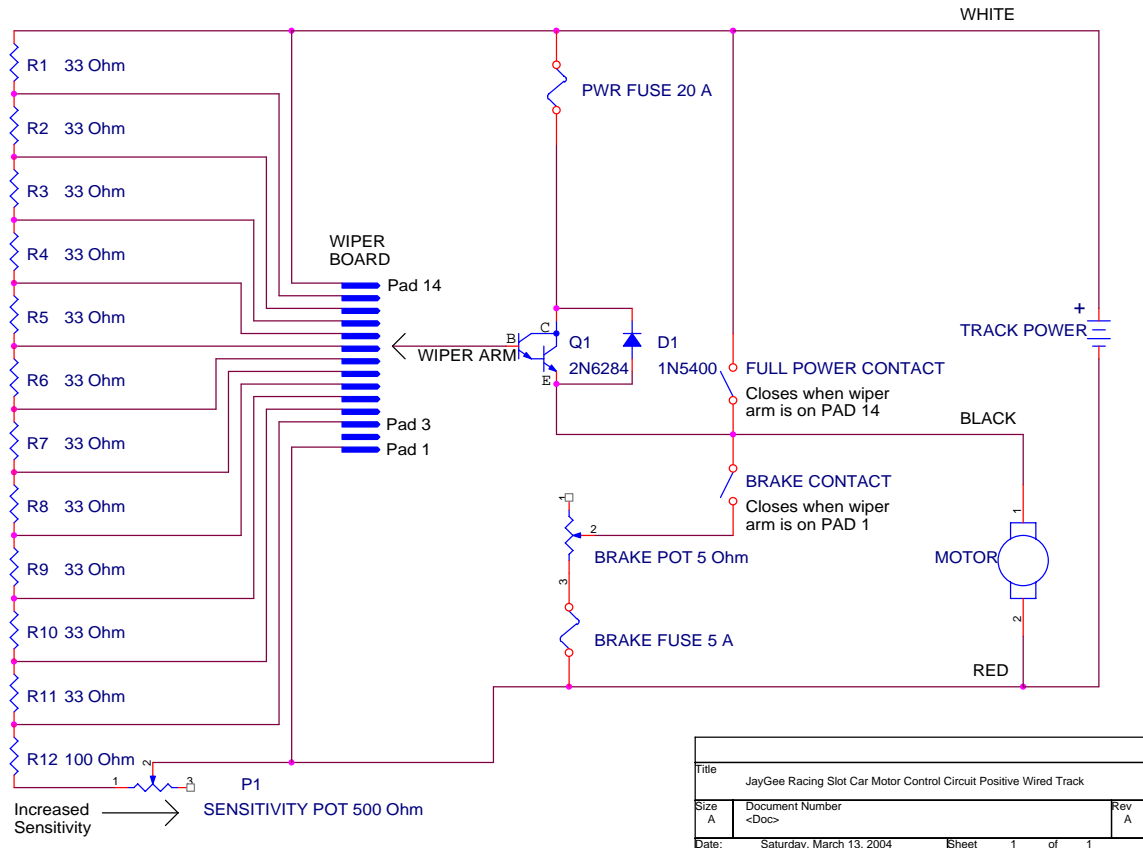 WHITE
R1 33 Ohm
PWR FUSE 20 A
R2 33 Ohm
R3 33 Ohm
WIPER
BOARD
R4 33 Ohm
Pad 14
R5 33 Ohm
+
TRACK POWER
B
C
E
WIPER ARM
Q1
2N6284
D1
1N5400
FULL POWER CONTACT
Closes when wiper
arm is on PAD 14
R6 33 Ohm
BLACK
Pad 3
Pad 1
R7 33 Ohm
BRAKE CONTACT
Closes when wiper
arm is on PAD 1
R8 33 Ohm
1
2
BRAKE POT 5 Ohm
3
1
MOTOR
2
R9 33 Ohm
R10 33 Ohm
BRAKE FUSE 5 A
RED
R11 33 Ohm
R12 100 Ohm
1
2
3
P1
SENSITIVITY POT 500 Ohm
Increased
Sensitivity
Title
JayGee Racing Slot Car Motor Control Circuit Positive Wired Track
Size
A
Document Number
<Doc>
Rev
A
Date:
Saturday, March 13, 2004
Sheet 1 of 1